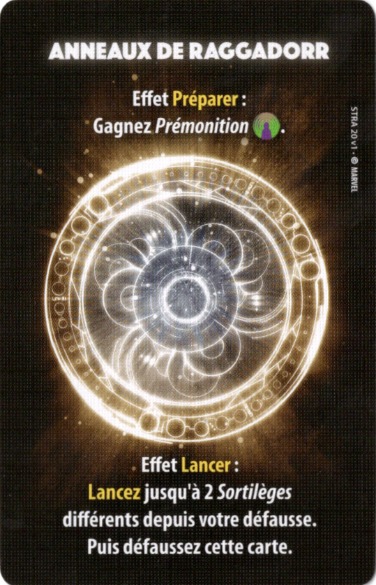 ANNEAUX DE RAGGADORR
Effet Préparer :
Gagnez Prémonition .
STRA 20 v1 - © MARVEL
Effet Lancer :
Lancez jusqu'à 2 Sortilèges
différents depuis votre défausse.
Puis défaussez cette carte.